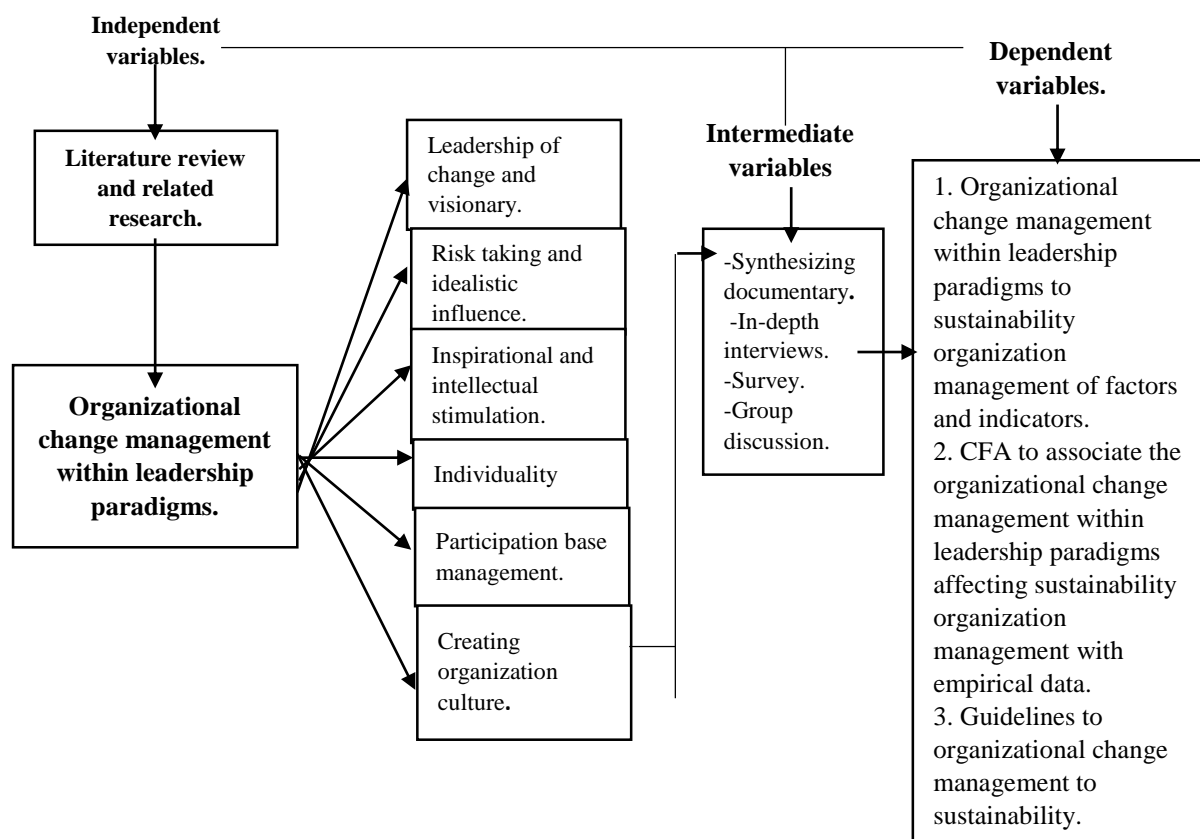 Independent
variables.
Literature review
and related
research.
Organizational
change management
within leadership
paradigms.
Leadership of
change and
visionary.
Risk taking and
idealistic
influence.
Inspirational and
intellectual
stimulation.
Individuality
Participation base
management.
Creating
organization
culture.
Intermediate
variables
-Synthesizing
documentary.
-In-depth
interviews.
-Survey.
-Group
discussion.
Dependent
variables.
1. Organizational
change management
within leadership
paradigms to
sustainability
organization
management of factors
and indicators.
2. CFA to associate the
organizational change
management within
leadership paradigms
affecting sustainability
organization
management with
empirical data.
3. Guidelines to
organizational change
management to
sustainability.